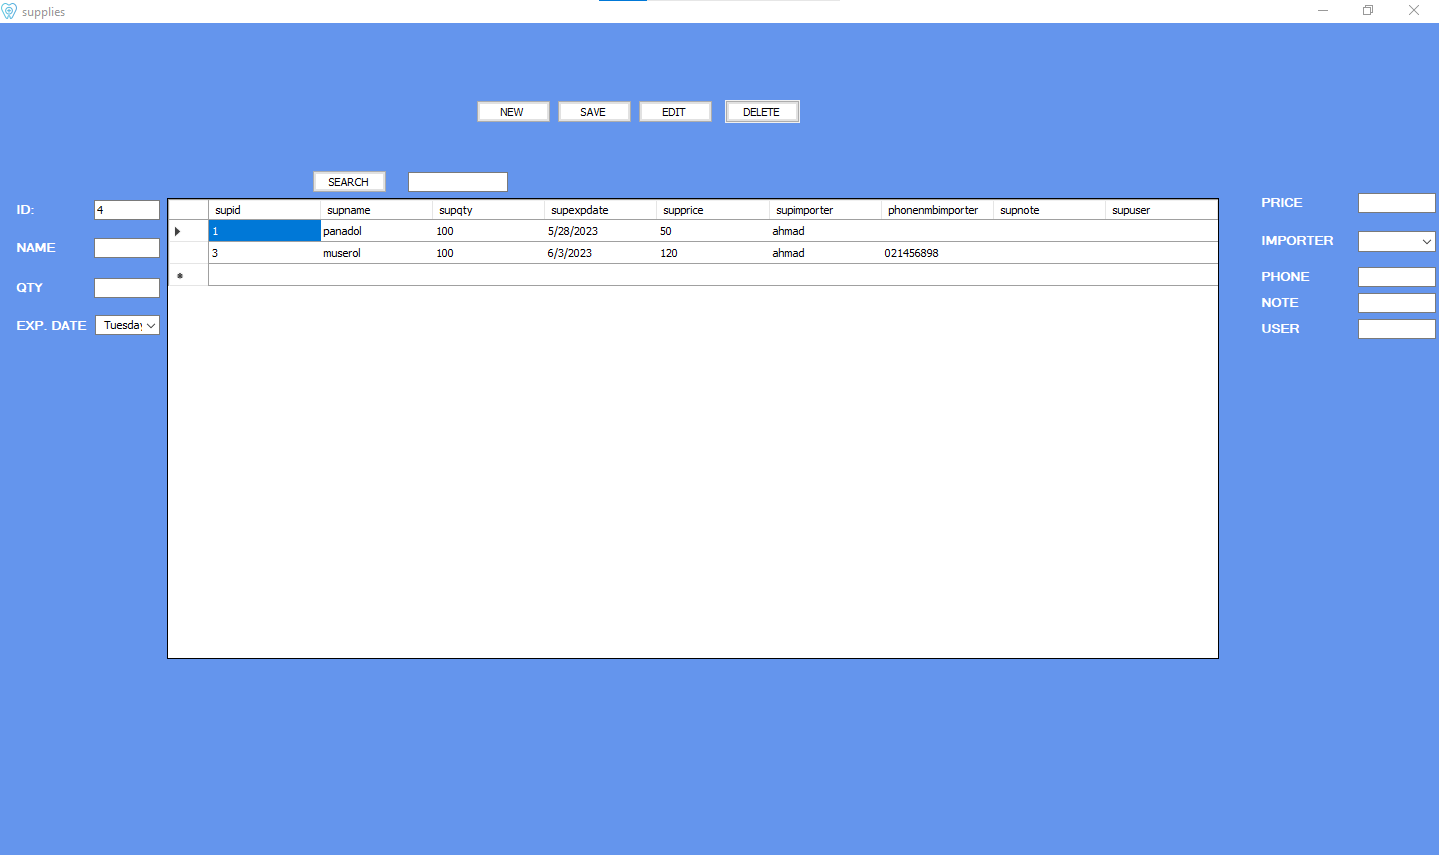 supplies
NEW SAVE EDIT DELETE
SEARCH
ID: 4
NAME
QTY
EXP. DATE Tuesday
supid supname supqty supexpdate supprice supimporter phonenmbimporter supnote supuser
1 panadol 100 5/28/2023 50 ahmad
3 muserol 100 6/3/2023 120 ahmad 021456898
PRICE
IMPORTER
PHONE
NOTE
USER